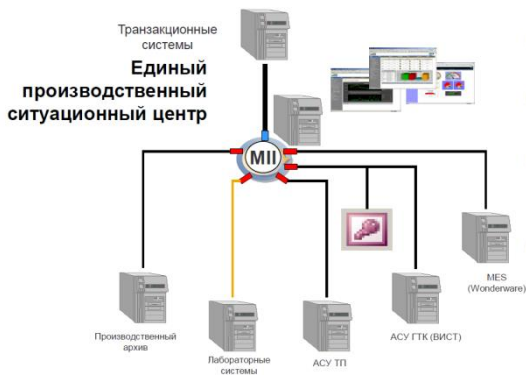 Транзакционные
системы
Единый
производственный
ситуационный центр
MII
MES
(Wonderware)
Производственный
архив
Лабораторные
системы
АСУ ТП
АСУ ГТК (ВИСТ)